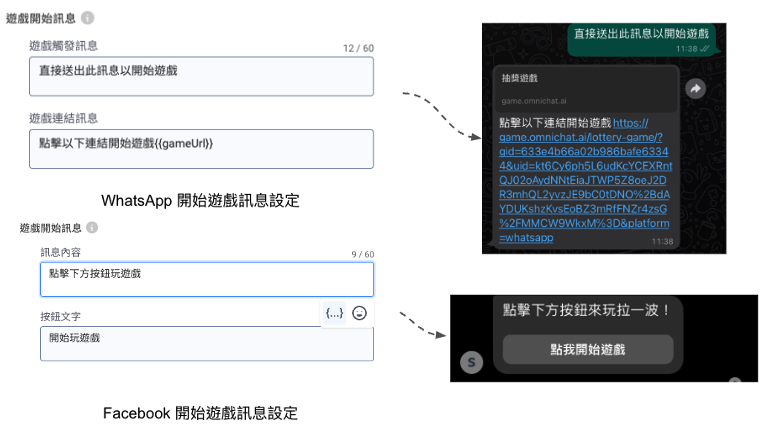 遊戲開始訊息 i
遊戲觸發訊息
12 / 60
直接送出此訊息以開始遊戲
遊戲連結訊息
點擊以下連結開始遊戲{{gameUrl}}
WhatsApp 開始遊戲訊息設定
直接送出此訊息以開始遊戲
11:38
抽獎遊戲
game.omnichat.ai
點擊以下連結開始遊戲 https://
game.omnichat.ai/lottery-game/?
gid=633e4b66a02b986bafe6334
4&uid=kt6Cy6ph5L6udKcYCEXRnt
QJ02oAydNNtEiaJTWP5Z8oeJ2D
R3mhQL2yvzJE9bC0tDNO%2BdA
YDUKshzKvsEoBZ3mRfFNZr4zsG
%2FMMCW9WkxM%3D&platform
=whatsapp
11:38
遊戲開始訊息 i
訊息內容
9 / 60
點擊下方按鈕玩遊戲
{...}
按鈕文字
開始玩遊戲
Facebook 開始遊戲訊息設定
點擊下方按鈕來玩拉一波！
點我開始遊戲
S